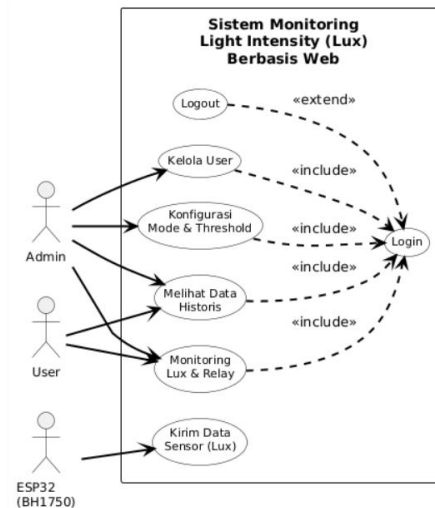 Sistem Monitoring
Light Intensity (Lux)
Berbasis Web
Logout
«extend»
Kelola User
«include»
Konfigurasi
Mode & Threshold
«include»
Login
Admin
«include»
Melihat Data
Historis
«include»
User
Monitoring
Lux & Relay
Kirim Data
Sensor (Lux)
ESP32
(BH1750)